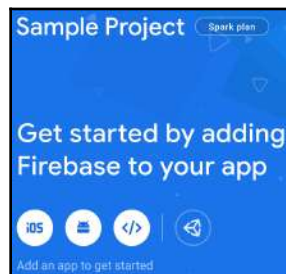 Sample Project Spark plan
Get started by adding
Firebase to your app
iOS </>
Add an app to get started